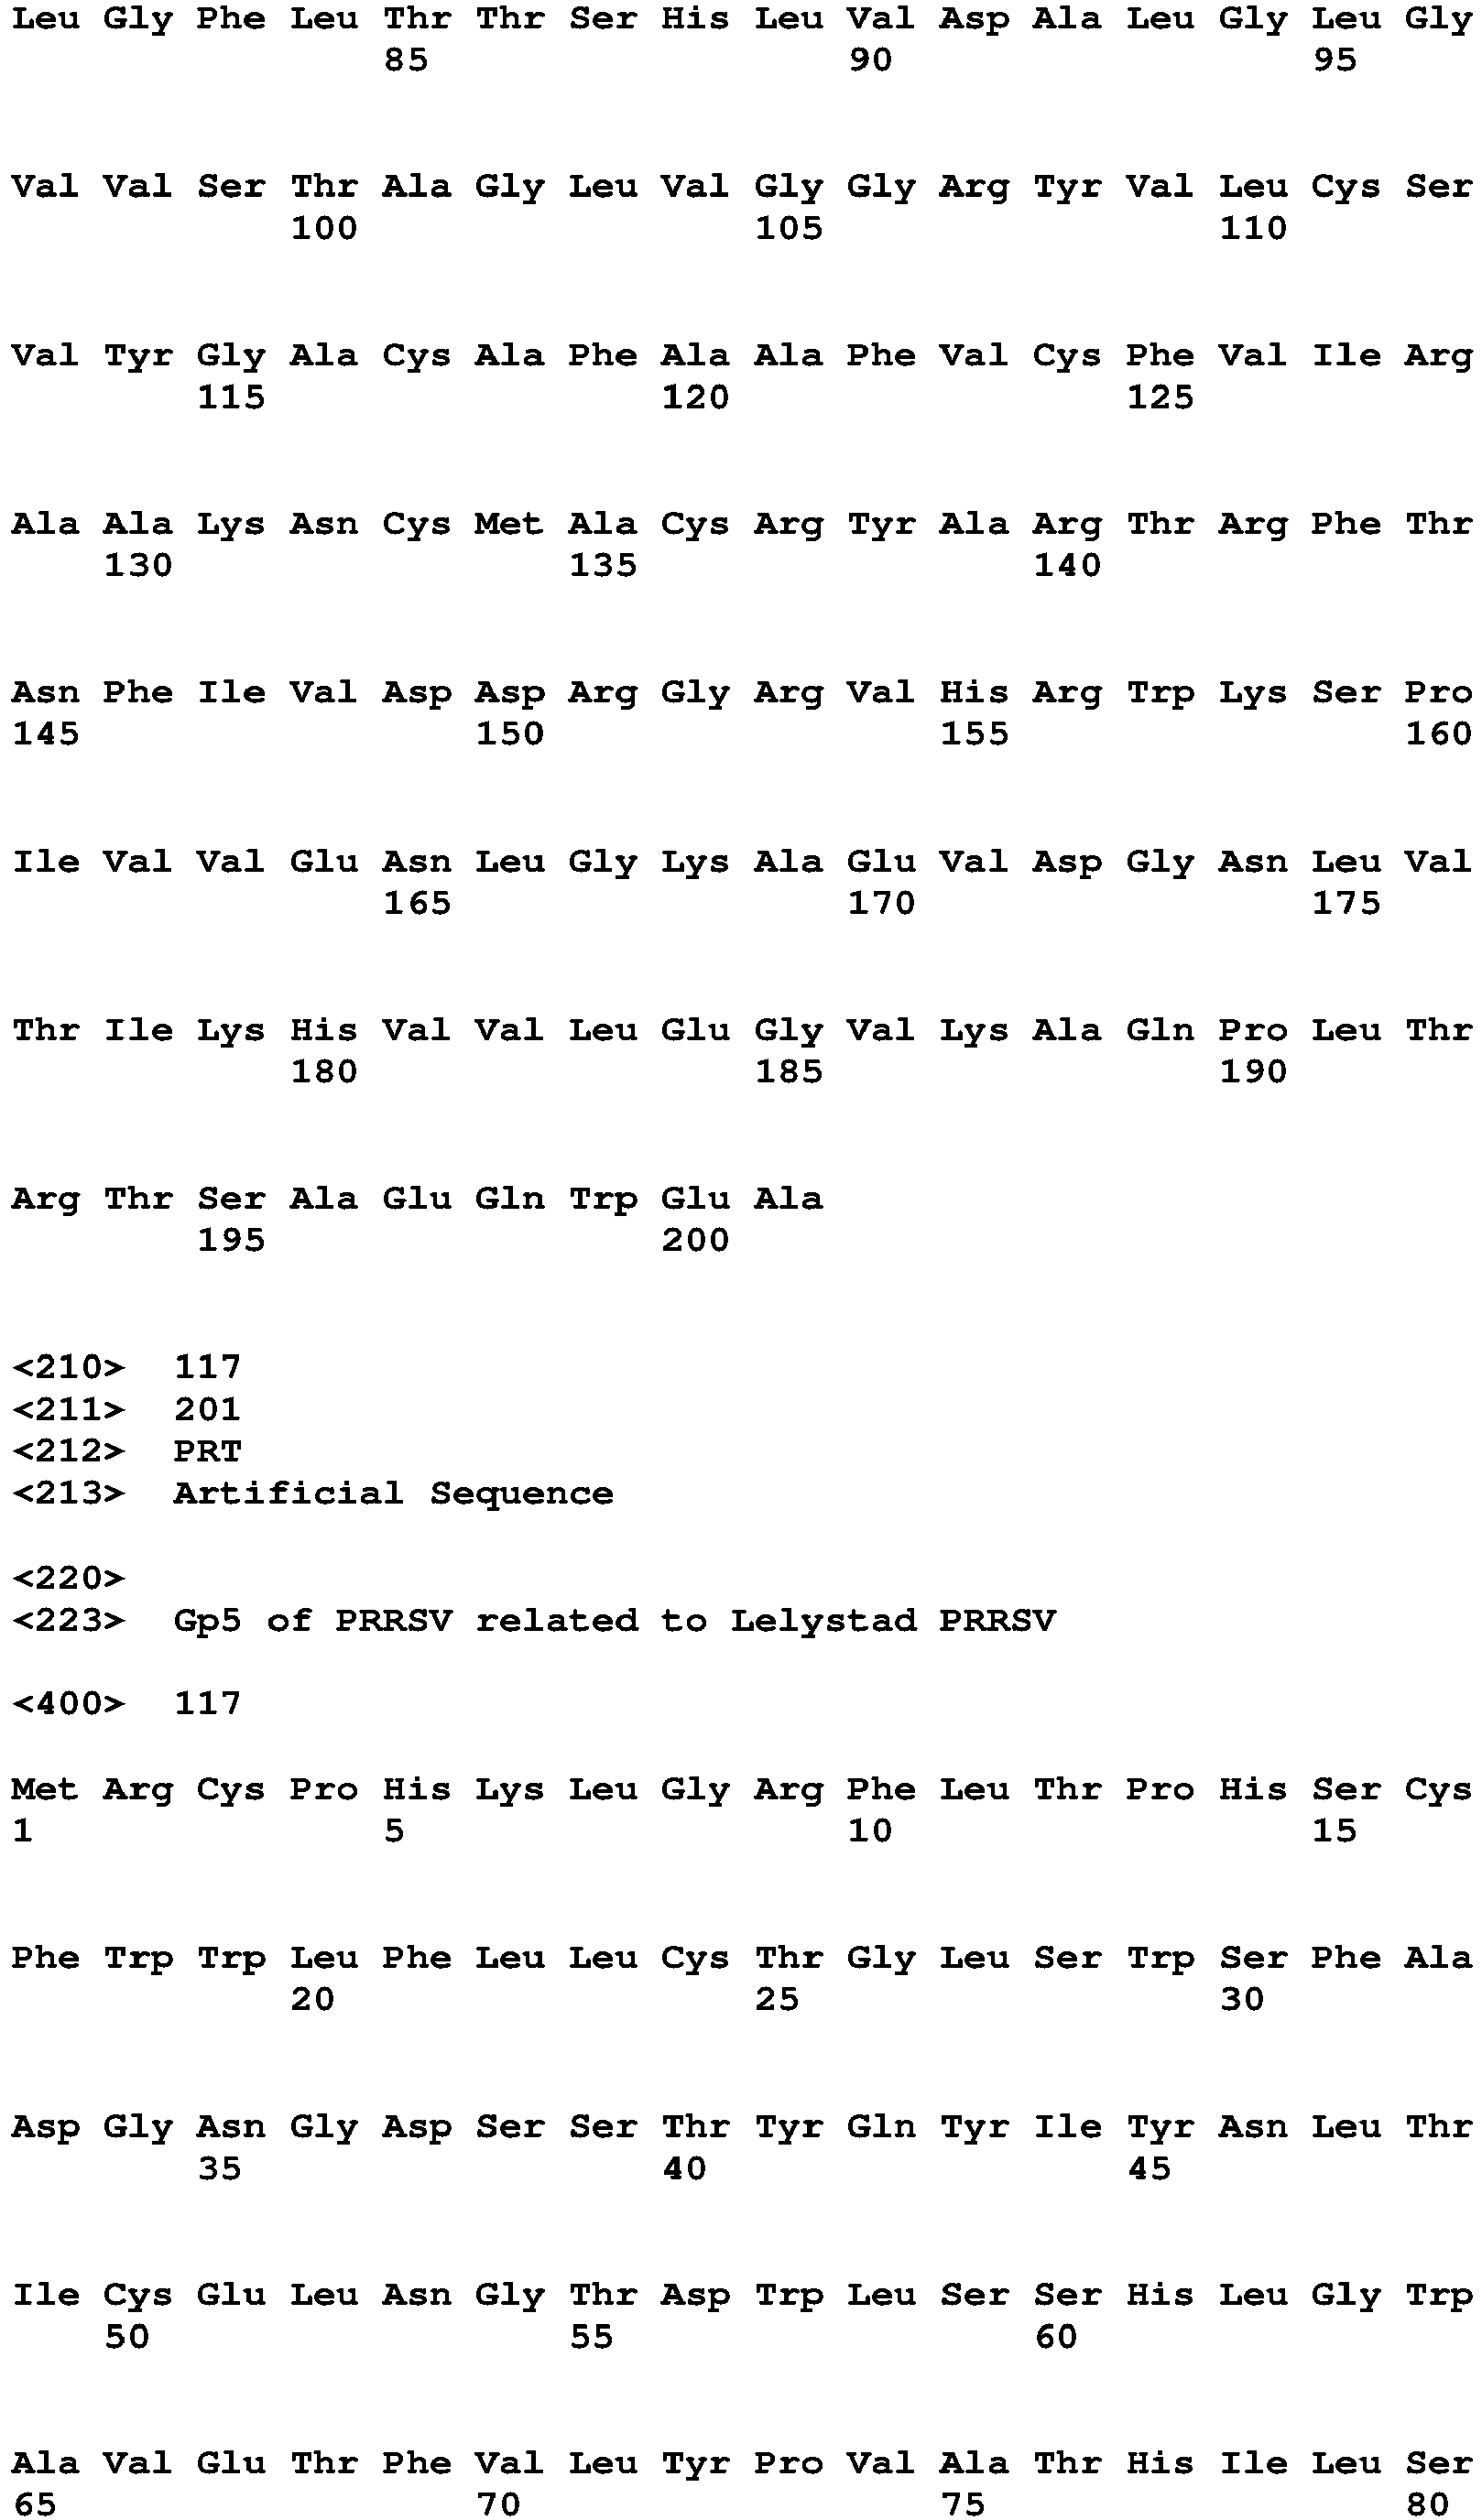 Leu Gly Phe Leu Thr Thr Ser His Leu Val Asp Ala Leu Gly Leu Gly
85 90 95
Val Val Ser Thr Ala Gly Leu Val Gly Gly Arg Tyr Val Leu Cys Ser
100 105 110
Val Tyr Gly Ala Cys Ala Phe Ala Ala Phe Val Cys Phe Val Ile Arg
115 120 125
Ala Ala Lys Asn Cys Met Ala Cys Arg Tyr Ala Arg Thr Arg Phe Thr
130 135 140
Asn Phe Ile Val Asp Asp Arg Gly Arg Val His Arg Trp Lys Ser Pro
145 150 155 160
Ile Val Val Glu Asn Leu Gly Lys Ala Glu Val Asp Gly Asn Leu Val
165 170 175
Thr Ile Lys His Val Val Leu Glu Gly Val Lys Ala Gln Pro Leu Thr
180 185 190
Arg Thr Ser Ala Glu Gln Trp Glu Ala
195 200
<210> 117
<211> 201
<212> PRT
<213> Artificial Sequence
<220>
<223> Gp5 of PRRSV related to Lelystad PRRSV
<400> 117
Met Arg Cys Pro His Lys Leu Gly Arg Phe Leu Thr Pro His Ser Cys
1 5 10 15
Phe Trp Trp Leu Phe Leu Leu Cys Thr Gly Leu Ser Trp Ser Phe Ala
20 25 30
Asp Gly Asn Gly Asp Ser Ser Thr Tyr Gln Tyr Ile Tyr Asn Leu Thr
35 40 45
Ile Cys Glu Leu Asn Gly Thr Asp Trp Leu Ser Ser His Leu Gly Trp
50 55 60
Ala Val Glu Thr Phe Val Leu Tyr Pro Val Ala Thr His Ile Leu Ser
65 70 75 80